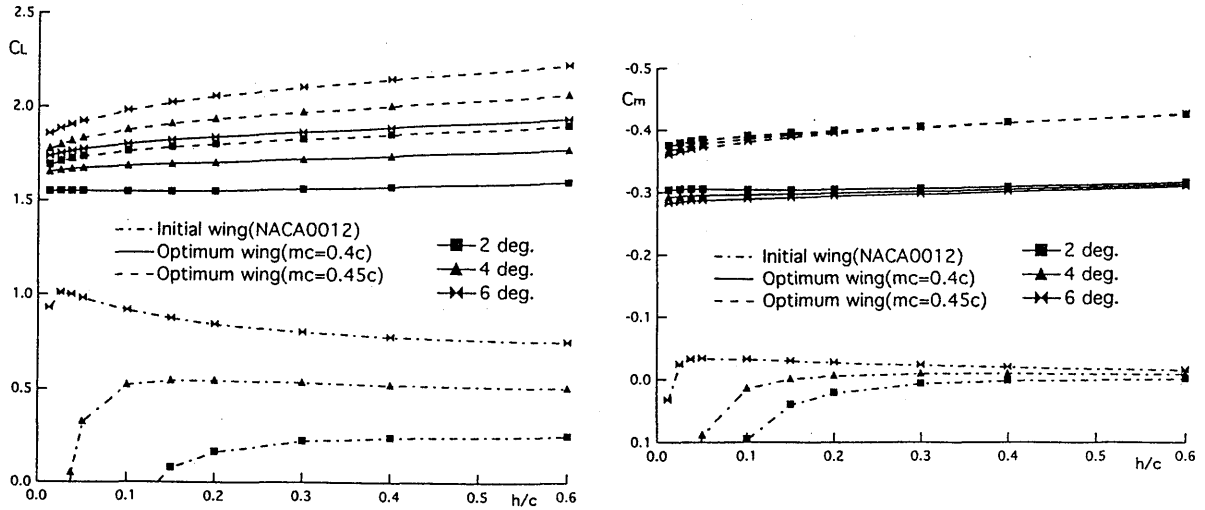 2.5
CL
2.0
1.5
1.0
0.5
0.0
0.0 0.1 0.2 0.3 0.4 0.5 h/c 0.6
Initial wing(NACA0012)
Optimum wing(mc=0.4c)
Optimum wing(mc=0.45c)
2 deg.
4 deg.
6 deg.
-0.5
Cm
-0.4
-0.3
-0.2
-0.1
0.0
0.1
0.0 0.1 0.2 0.3 0.4 0.5 h/c 0.6
Initial wing(NACA0012)
Optimum wing(mc=0.4c)
Optimum wing(mc=0.45c)
2 deg.
4 deg.
6 deg.